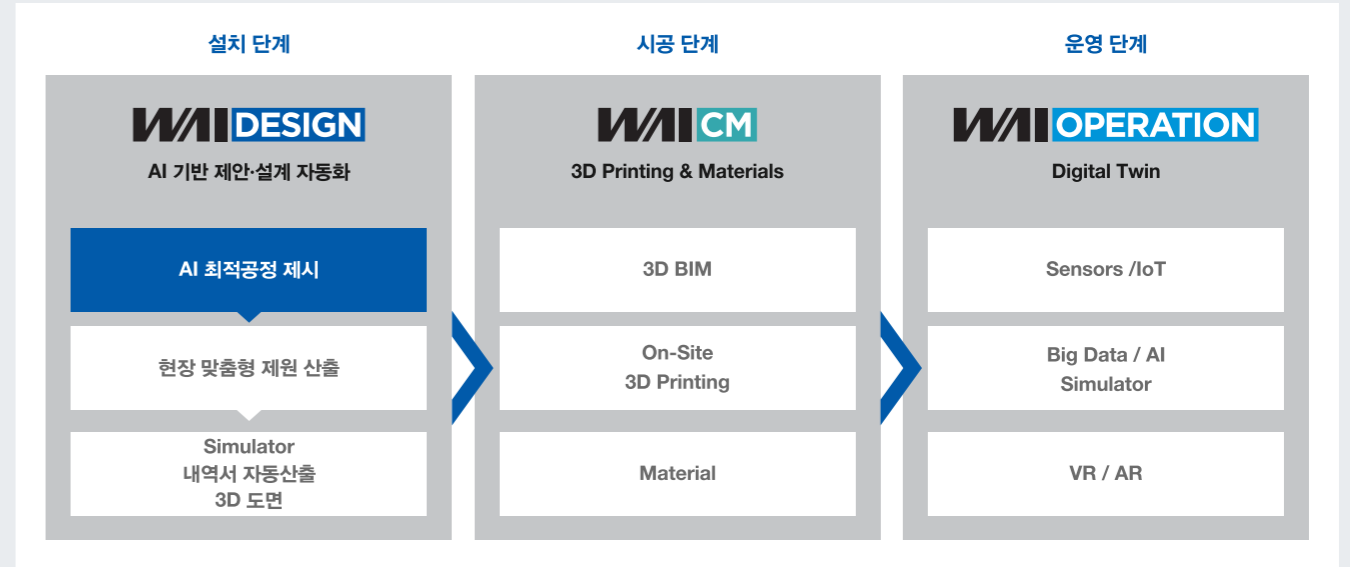 설치 단계
시공 단계
운영 단계
WAI DESIGN
AI 기반 제안·설계 자동화
AI 최적공정 제시
현장 맞춤형 제원 산출
Simulator
내역서 자동산출
3D 도면
WAI CM
3D Printing & Materials
3D BIM
On-Site
3D Printing
Material
WAI OPERATION
Digital Twin
Sensors /IoT
Big Data / AI
Simulator
VR / AR